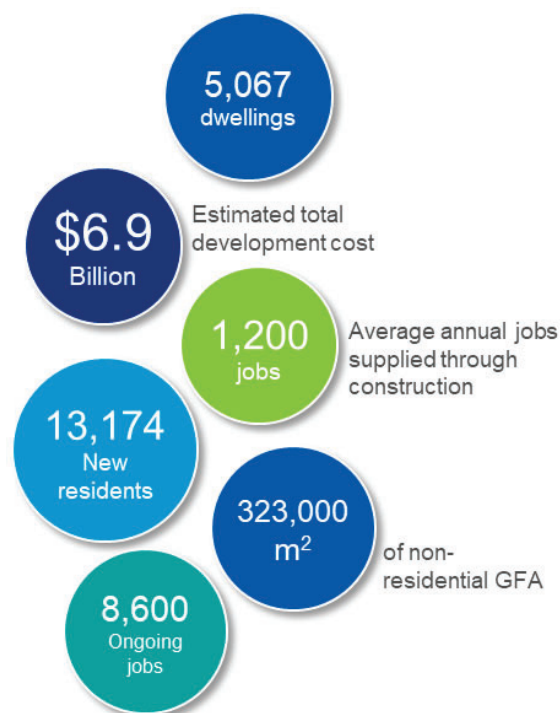 5,067
dwellings
$6.9
Billion
Estimated total
development cost
1,200
jobs
Average annual jobs
supplied through
construction
13,174
New
residents
323,000
m²
of non-
residential GFA
8,600
Ongoing
jobs